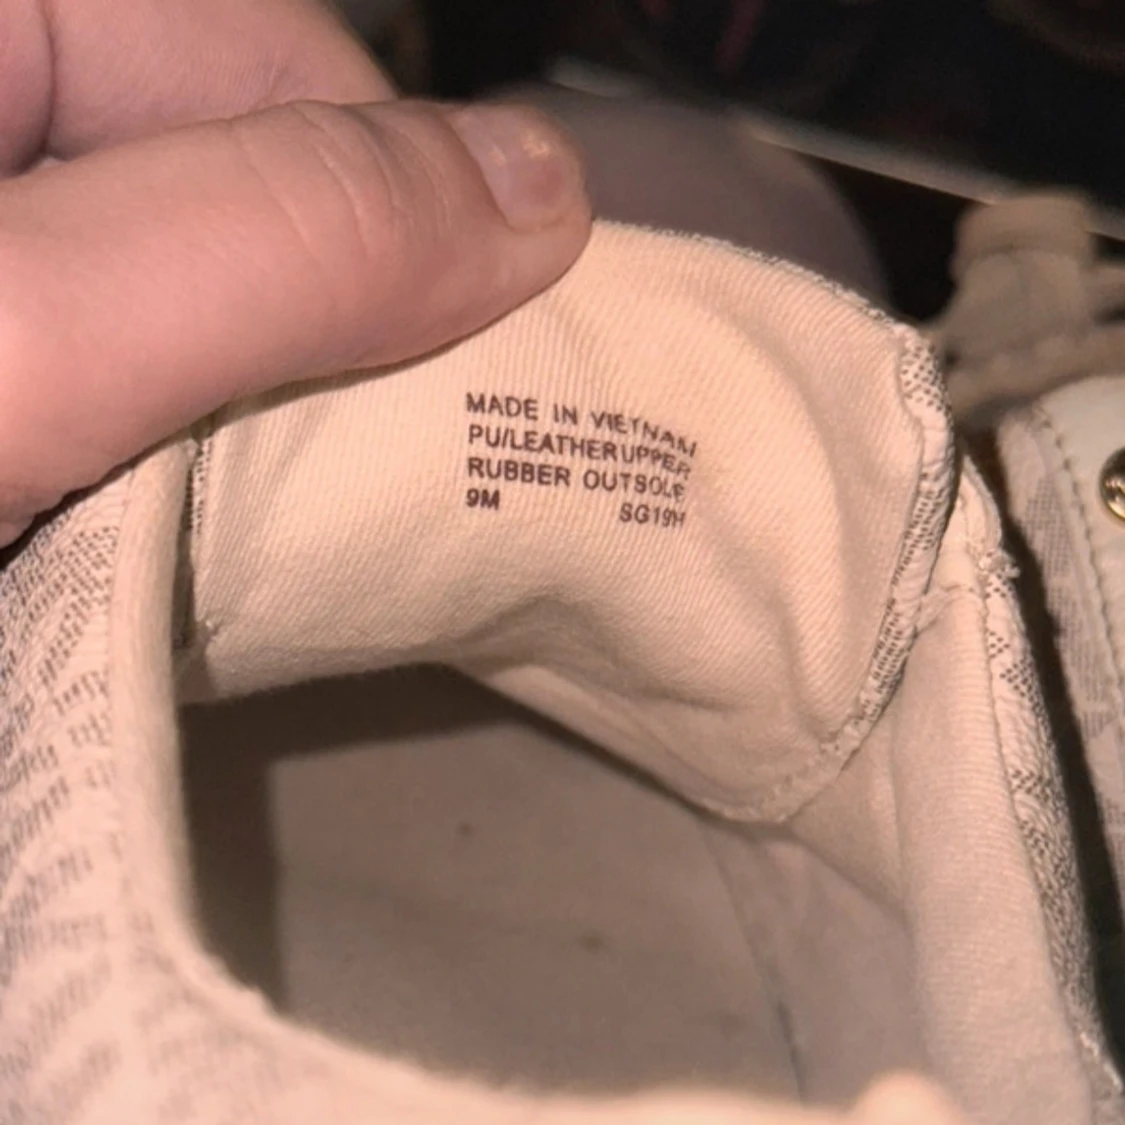 MADE IN VIETNAM
PU/LEATHER UPPER
RUBBER OUTSOLE
9M SG19H